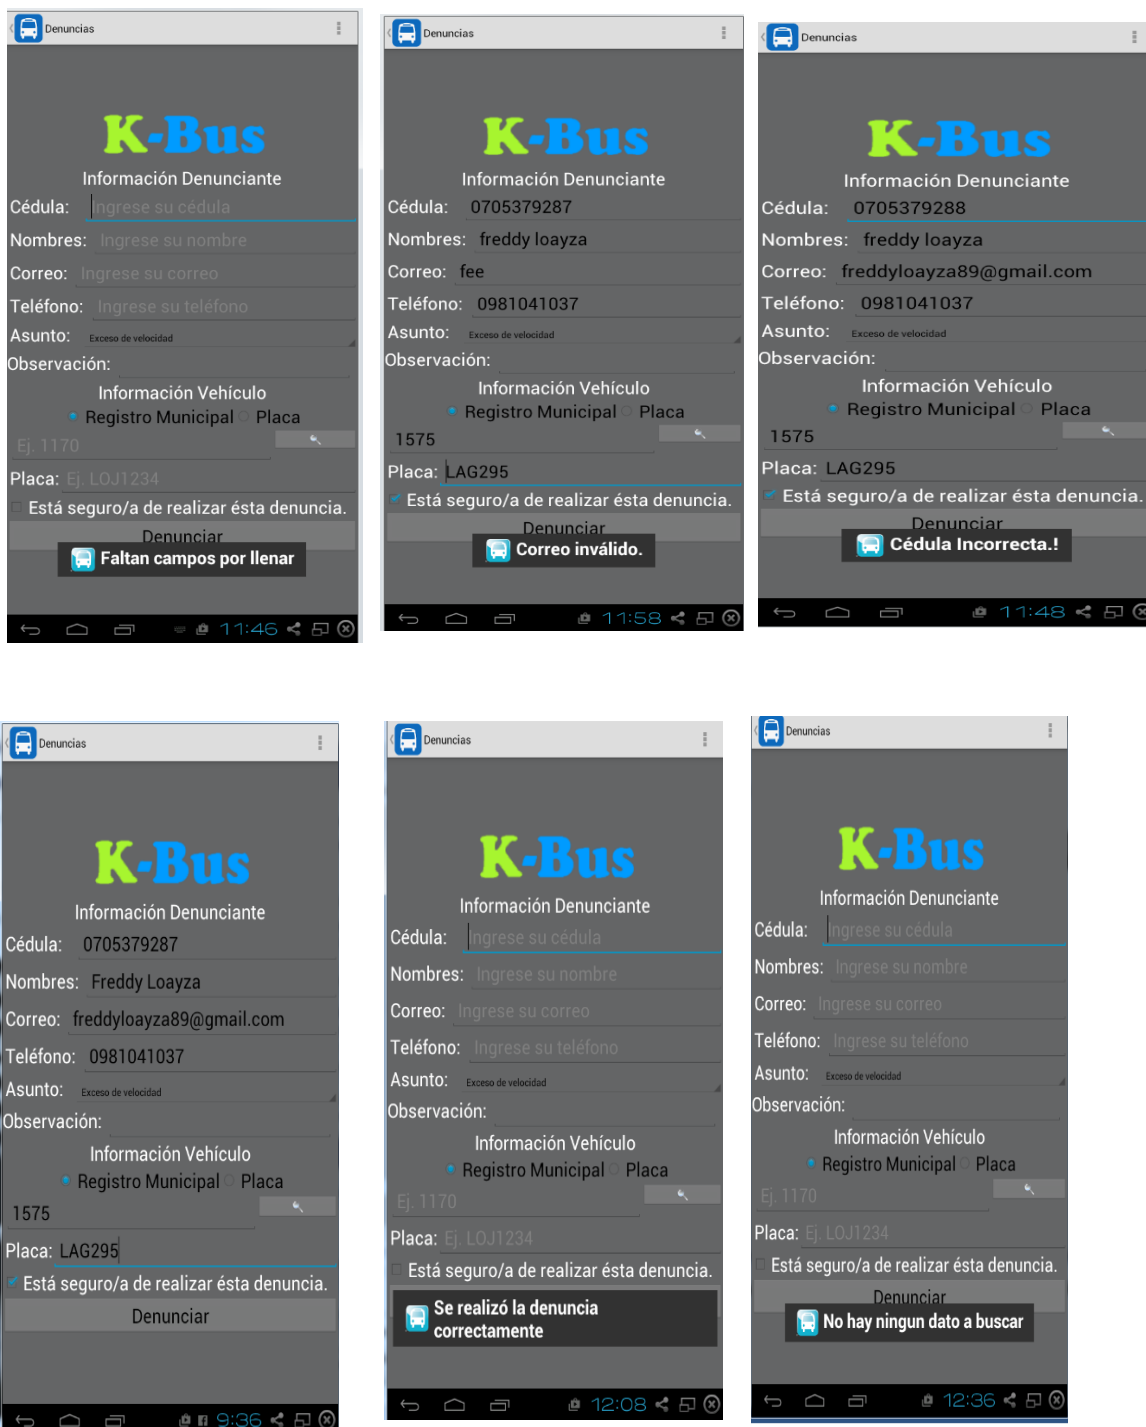 Denuncias
K-Bus
Información Denunciante
Cédula: Ingrese su cédula
Nombres: Ingrese su nombre
Correo: Ingrese su correo
Teléfono: Ingrese su teléfono
Asunto: Exceso de velocidad
Observación:
Información Vehículo
Registro Municipal Placa
Ej. 1170
Placa: Ej. LOJ1234
Está seguro/a de realizar ésta denuncia.
Denunciar
Faltan campos por llenar
11:46
Denuncias
K-Bus
Información Denunciante
Cédula: 0705379287
Nombres: freddy loayza
Correo: fee
Teléfono: 0981041037
Asunto: Exceso de velocidad
Observación:
Información Vehículo
Registro Municipal Placa
1575
Placa: LAG295
Está seguro/a de realizar ésta denuncia.
Denunciar
Correo inválido.
11:58
Denuncias
K-Bus
Información Denunciante
Cédula: 0705379288
Nombres: freddy loayza
Correo: freddyloayza89@gmail.com
Teléfono: 0981041037
Asunto: Exceso de velocidad
Observación:
Información Vehículo
Registro Municipal Placa
1575
Placa: LAG295
Está seguro/a de realizar ésta denuncia.
Denunciar
Cédula Incorrecta.!
11:48
Denuncias
K-Bus
Información Denunciante
Cédula: 0705379287
Nombres: Freddy Loayza
Correo: freddyloayza89@gmail.com
Teléfono: 0981041037
Asunto: Exceso de velocidad
Observación:
Información Vehículo
Registro Municipal Placa
1575
Placa: LAG295
Está seguro/a de realizar ésta denuncia.
Denunciar
9:36
Denuncias
K-Bus
Información Denunciante
Cédula: Ingrese su cédula
Nombres: Ingrese su nombre
Correo: Ingrese su correo
Teléfono: Ingrese su teléfono
Asunto: Exceso de velocidad
Observación:
Información Vehículo
Registro Municipal Placa
Ej. 1170
Placa: Ej. LOJ1234
Está seguro/a de realizar ésta denuncia.
Se realizó la denuncia
correctamente
12:08
Denuncias
K-Bus
Información Denunciante
Cédula: Ingrese su cédula
Nombres: Ingrese su nombre
Correo: Ingrese su correo
Teléfono: Ingrese su teléfono
Asunto: Exceso de velocidad
Observación:
Información Vehículo
Registro Municipal Placa
Ej. 1170
Placa: Ej. LOJ1234
Está seguro/a de realizar ésta denuncia.
Denunciar
No hay ningun dato a buscar
12:36